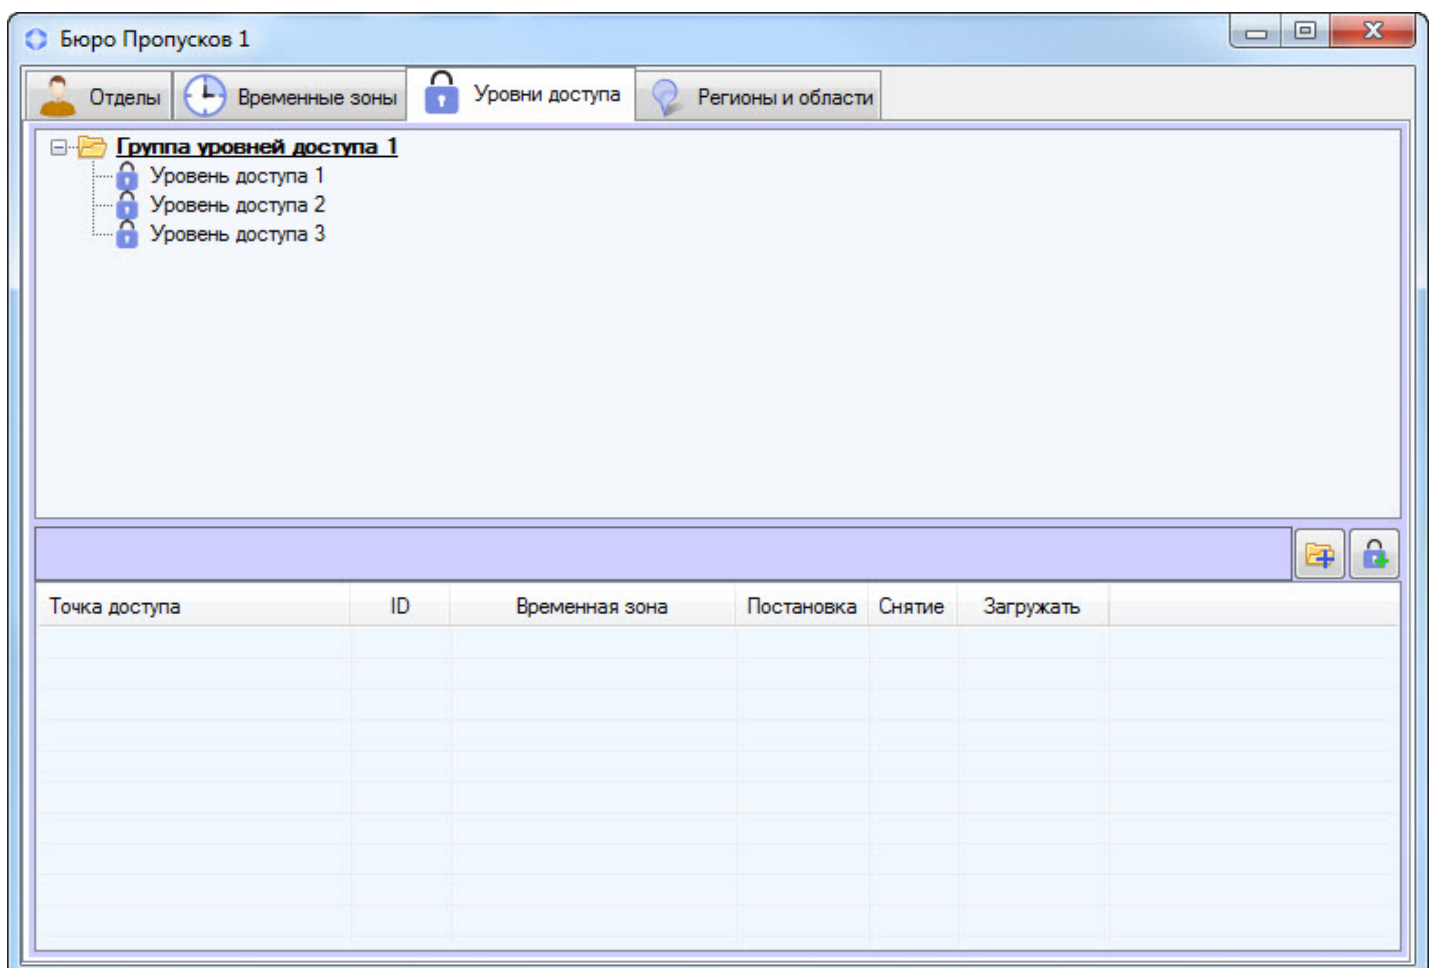 Бюро Пропусков 1
Отделы Временные зоны Уровни доступа Регионы и области
Группа уровней доступа 1
Уровень доступа 1
Уровень доступа 2
Уровень доступа 3
Точка доступа ID Временная зона Постановка Снятие Загружать